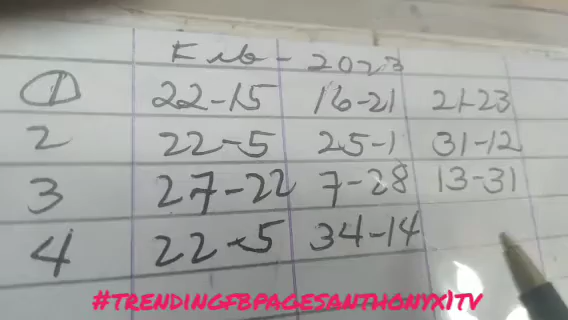 Feb - 2023
1 22-15 16-21 21-23
2 22-5 25-1 31-12
3 27-22 7-28 13-31
4 22-5 34-14
#TRENDINGFBPAGESANTHONYX1TV